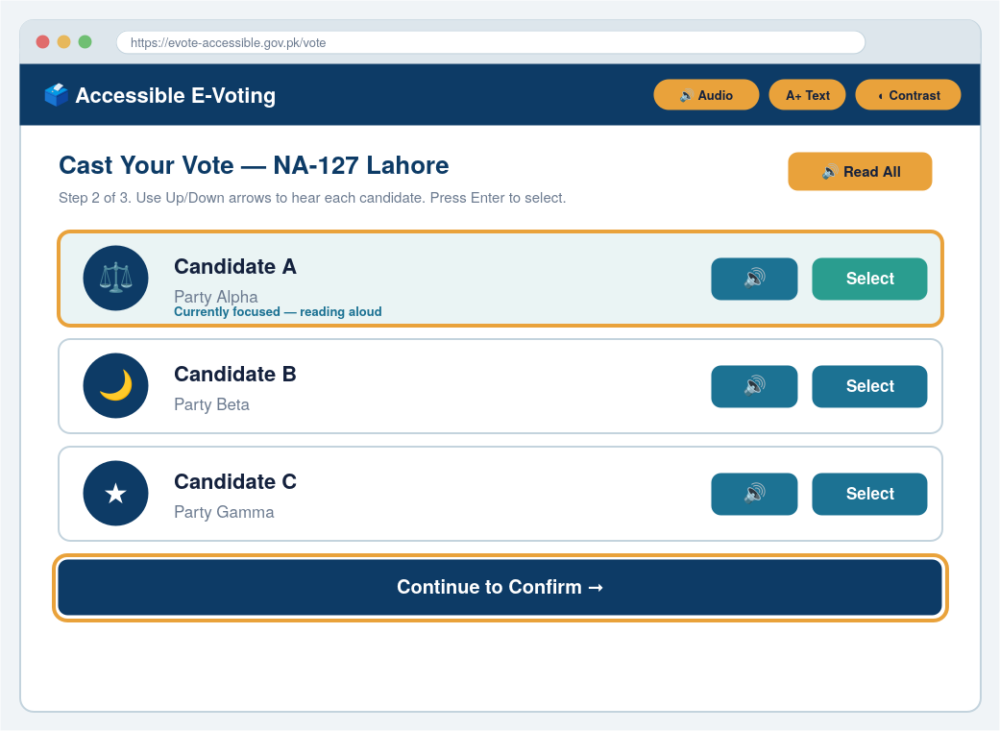 https://evote-accessible.gov.pk/vote
🗳️ Accessible E-Voting
🔊 Audio
A+ Text
◖ Contrast
Cast Your Vote — NA-127 Lahore
🔊 Read All
Step 2 of 3. Use Up/Down arrows to hear each candidate. Press Enter to select.
Candidate A
Party Alpha
Currently focused — reading aloud
🔊
Select
Candidate B
Party Beta
🔊
Select
Candidate C
Party Gamma
🔊
Select
Continue to Confirm →